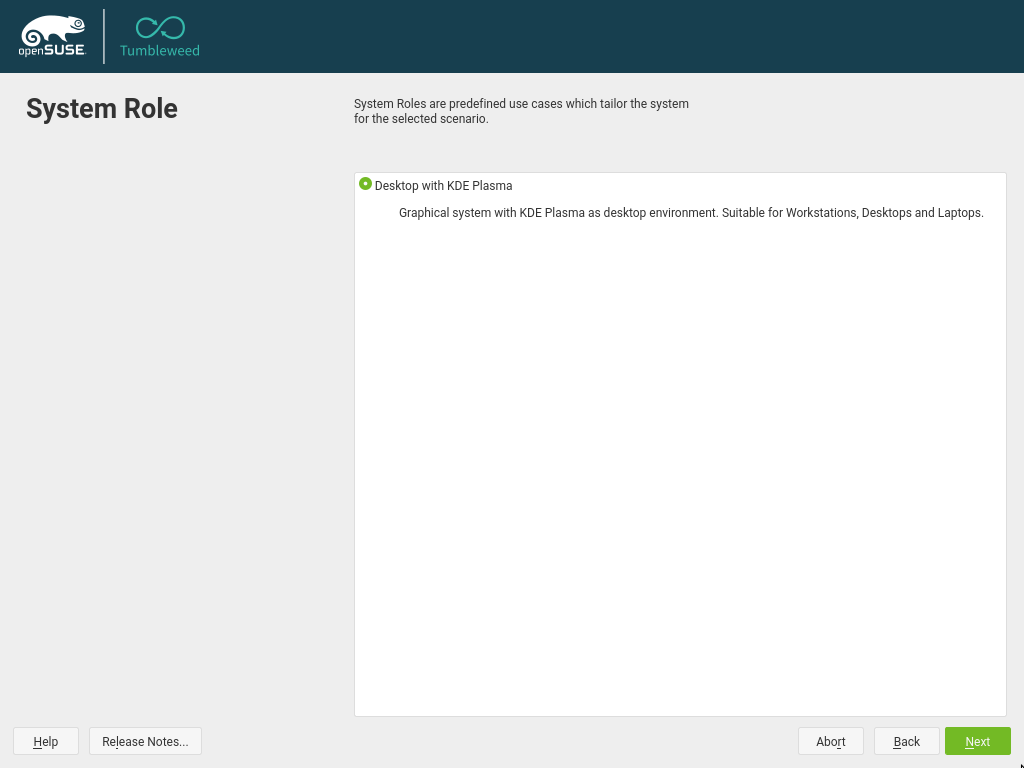 openSUSE
Tumbleweed
System Role
System Roles are predefined use cases which tailor the system
for the selected scenario.
Desktop with KDE Plasma
Graphical system with KDE Plasma as desktop environment. Suitable for Workstations, Desktops and Laptops.
Help
Release Notes...
Abort
Back
Next